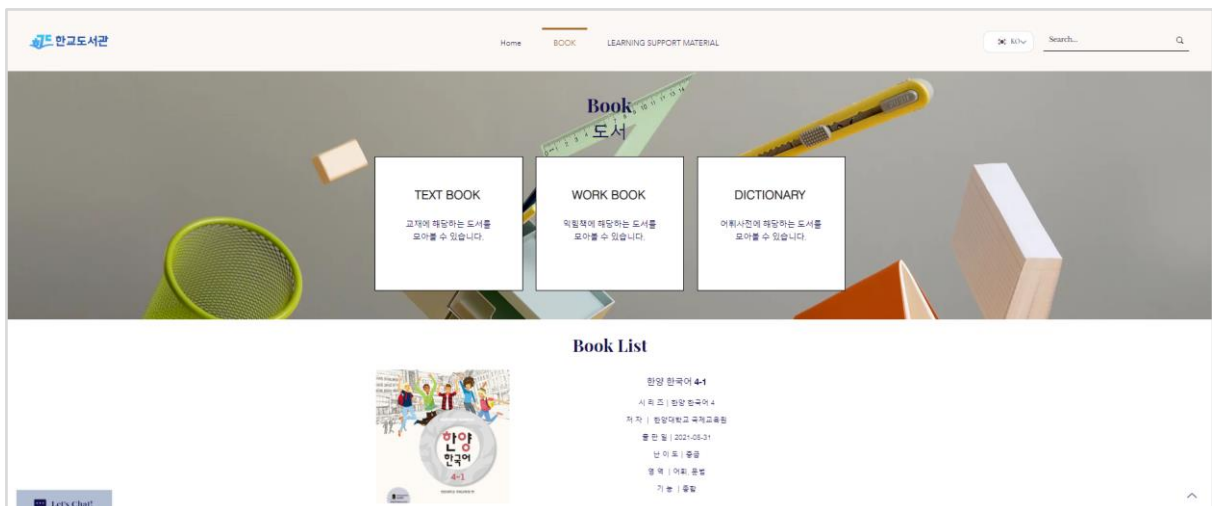 한교도서관
Home BOOK LEARNING SUPPORT MATERIAL
KO
Search...
Book
도서
TEXT BOOK
교재에 해당하는 도서를
모아볼 수 있습니다.
WORK BOOK
익힘책에 해당하는 도서를
모아볼 수 있습니다.
DICTIONARY
어휘사전에 해당하는 도서를
모아볼 수 있습니다.
Book List
한양
한국어
4-1
한양 한국어 4-1
시 리 즈 | 한양 한국어 4
저 자 | 한양대학교 국제교육원
출 판 일 | 2021-05-31
난 이 도 | 중급
영 역 | 어휘, 문법
기 능 | 종합
Let's Chat!